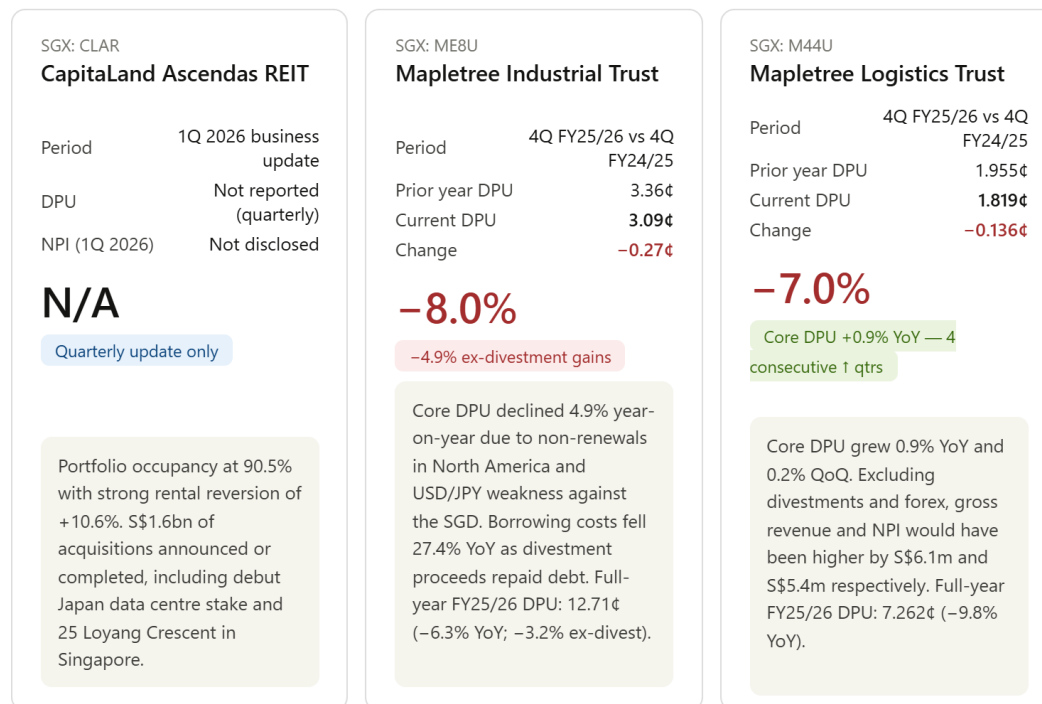 SGX: CLAR
CapitaLand Ascendas REIT
Period
1Q 2026 business
update
DPU
Not reported
(quarterly)
NPI (1Q 2026)
Not disclosed
N/A
Quarterly update only
Portfolio occupancy at 90.5%
with strong rental reversion of
+10.6%. S$1.6bn of
acquisitions announced or
completed, including debut
Japan data centre stake and
25 Loyang Crescent in
Singapore.
SGX: ME8U
Mapletree Industrial Trust
Period
4Q FY25/26 vs 4Q
FY24/25
Prior year DPU
3.36¢
Current DPU
3.09¢
Change
−0.27¢
−8.0%
−4.9% ex-divestment gains
Core DPU declined 4.9% year-
on-year due to non-renewals
in North America and
USD/JPY weakness against
the SGD. Borrowing costs fell
27.4% YoY as divestment
proceeds repaid debt. Full-
year FY25/26 DPU: 12.71¢
(−6.3% YoY; −3.2% ex-divest).
SGX: M44U
Mapletree Logistics Trust
Period
4Q FY25/26 vs 4Q
FY24/25
Prior year DPU
1.955¢
Current DPU
1.819¢
Change
−0.136¢
−7.0%
Core DPU +0.9% YoY — 4
consecutive ↑ qtrs
Core DPU grew 0.9% YoY and
0.2% QoQ. Excluding
divestments and forex, gross
revenue and NPI would have
been higher by S$6.1m and
S$5.4m respectively. Full-year
FY25/26 DPU: 7.262¢ (−9.8%
YoY).